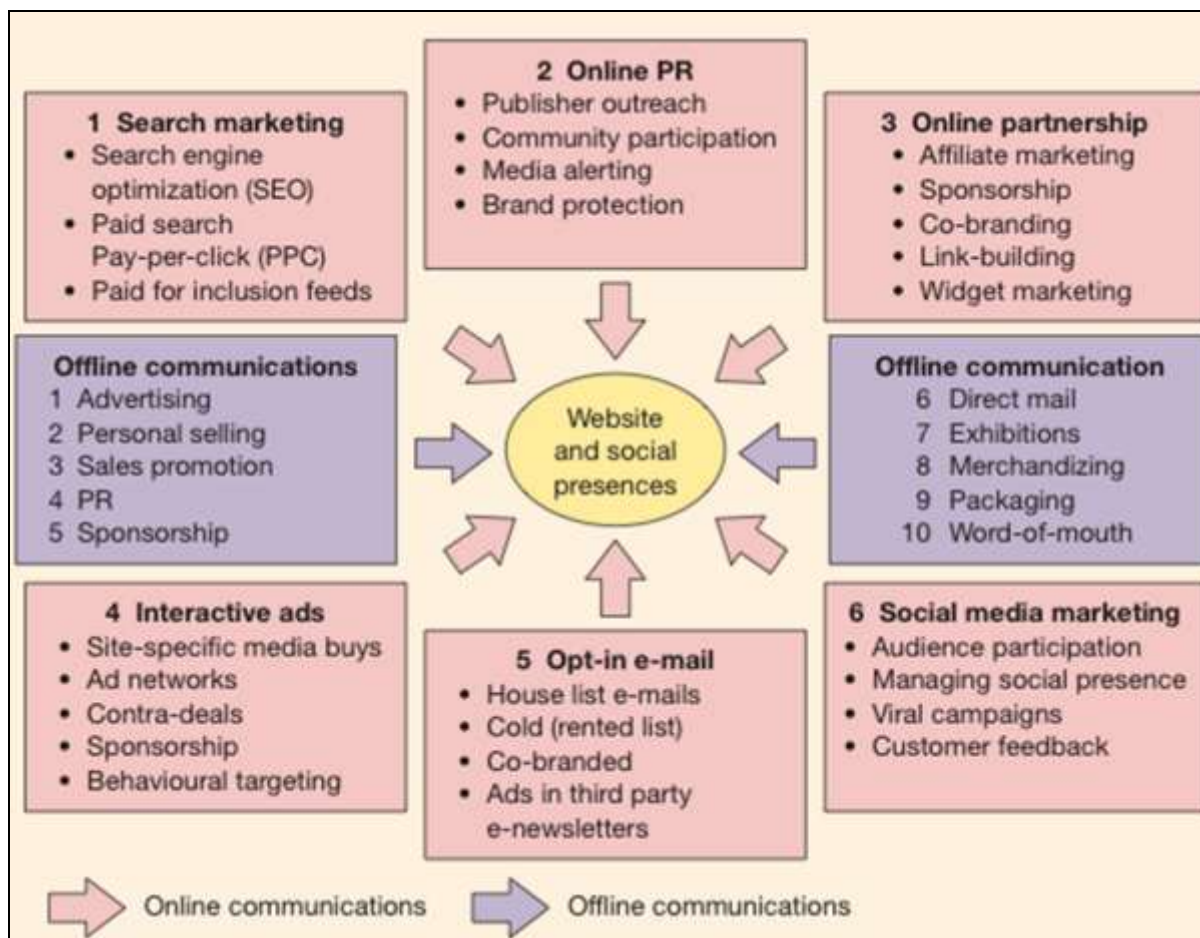 1 Search marketing
• Search engine
optimization (SEO)
• Paid search
Pay-per-click (PPC)
• Paid for inclusion feeds
2 Online PR
• Publisher outreach
• Community participation
• Media alerting
• Brand protection
3 Online partnership
• Affiliate marketing
• Sponsorship
• Co-branding
• Link-building
• Widget marketing
Offline communications
1 Advertising
2 Personal selling
3 Sales promotion
4 PR
5 Sponsorship
Website
and social
presences
Offline communication
6 Direct mail
7 Exhibitions
8 Merchandizing
9 Packaging
10 Word-of-mouth
4 Interactive ads
• Site-specific media buys
• Ad networks
• Contra-deals
• Sponsorship
• Behavioural targeting
5 Opt-in e-mail
• House list e-mails
• Cold (rented list)
• Co-branded
• Ads in third party
e-newsletters
6 Social media marketing
• Audience participation
• Managing social presence
• Viral campaigns
• Customer feedback
Online communications
Offline communications